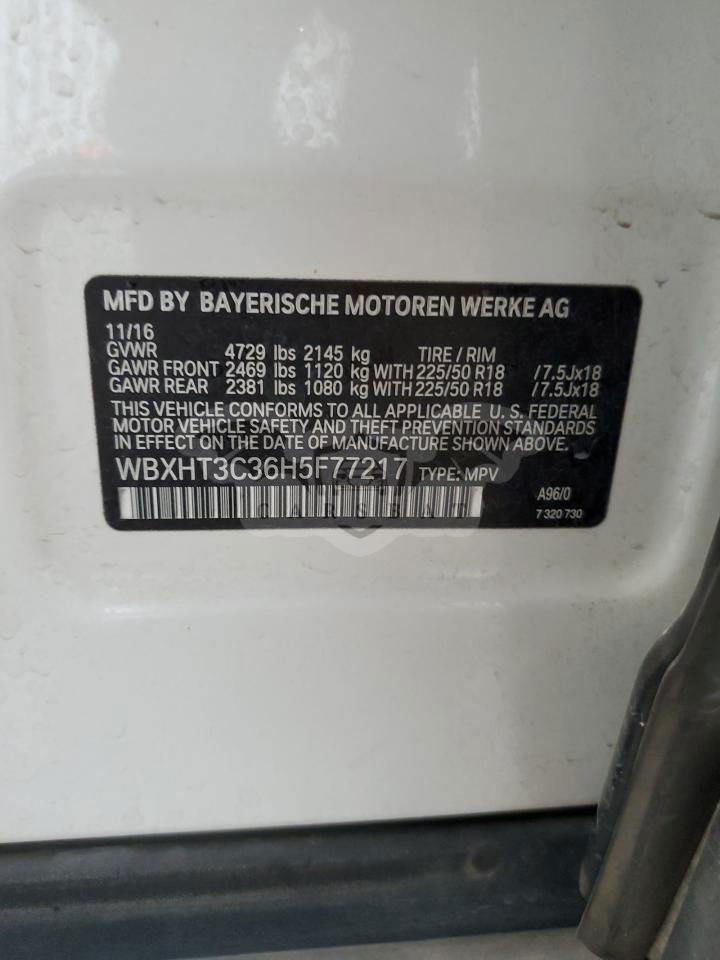 MFD BY BAYERISCHE MOTOREN WERKE AG
11/16
GVWR 4729 lbs 2145 kg TIRE / RIM
GAWR FRONT 2469 lbs 1120 kg WITH 225/50 R18 /7.5Jx18
GAWR REAR 2381 lbs 1080 kg WITH 225/50 R18 /7.5Jx18
THIS VEHICLE CONFORMS TO ALL APPLICABLE U. S. FEDERAL
MOTOR VEHICLE SAFETY AND THEFT PREVENTION STANDARDS
IN EFFECT ON THE DATE OF MANUFACTURE SHOWN ABOVE.
WBXHT3C36H5F77217 TYPE: MPV
A96/0
7 320 730